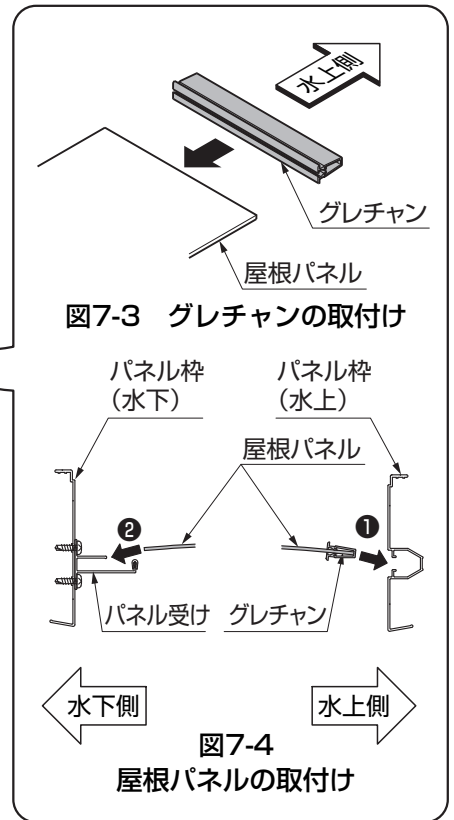 水上側
グレチャン
屋根パネル
図7-3 グレチャンの取付け
パネル枠
（水下）
パネル枠
（水上）
屋根パネル
❷
❶
パネル受け
グレチャン
水下側
水上側
図7-4
屋根パネルの取付け